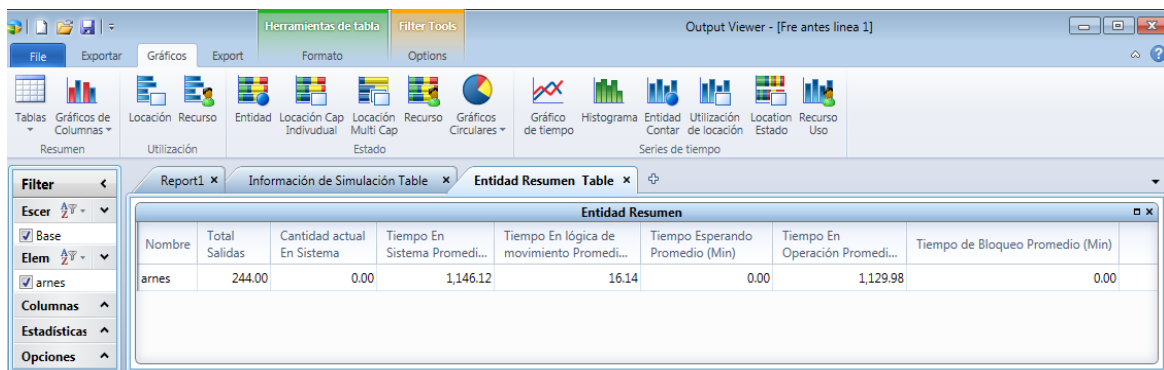 Herramientas de tabla Filter Tools Output Viewer - [Fre antes linea 1]
File Exportar Gráficos Export Formato Options
Tablas Gráficos de Columnas Locación Recurso Entidad Locación Cap Indivudual Locación Multi Cap Recurso Gráficos Circulares Gráfico de tiempo Histograma Entidad Contar Utilización de locación Location Estado Recurso Uso
Resumen Utilización Estado Series de tiempo
Filter Report1 Información de Simulación Table Entidad Resumen Table
Escer
Entidad Resumen
Base
Nombre Total Salidas Cantidad actual En Sistema Tiempo En Sistema Promedi... Tiempo En lógica de movimiento Promedi... Tiempo Esperando Promedio (Min) Tiempo En Operación Promedi... Tiempo de Bloqueo Promedio (Min)
Elem
arnes
arnes 244.00 0.00 1,146.12 16.14 0.00 1,129.98 0.00
Columnas
Estadísticas
Opciones